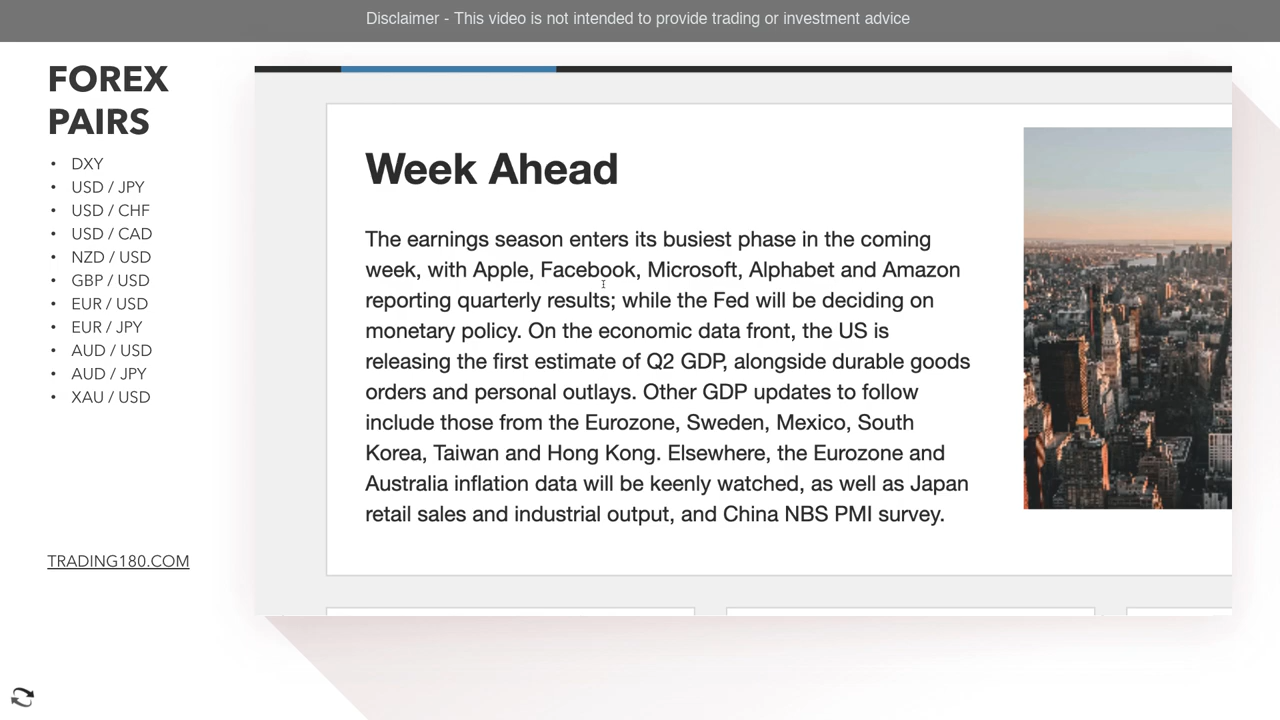 Disclaimer - This video is not intended to provide trading or investment advice
FOREX
PAIRS
• DXY
• USD / JPY
• USD / CHF
• USD / CAD
• NZD / USD
• GBP / USD
• EUR / USD
• EUR / JPY
• AUD / USD
• AUD / JPY
• XAU / USD
TRADING180.COM
Week Ahead
The earnings season enters its busiest phase in the coming
week, with Apple, Facebook, Microsoft, Alphabet and Amazon
reporting quarterly results; while the Fed will be deciding on
monetary policy. On the economic data front, the US is
releasing the first estimate of Q2 GDP, alongside durable goods
orders and personal outlays. Other GDP updates to follow
include those from the Eurozone, Sweden, Mexico, South
Korea, Taiwan and Hong Kong. Elsewhere, the Eurozone and
Australia inflation data will be keenly watched, as well as Japan
retail sales and industrial output, and China NBS PMI survey.